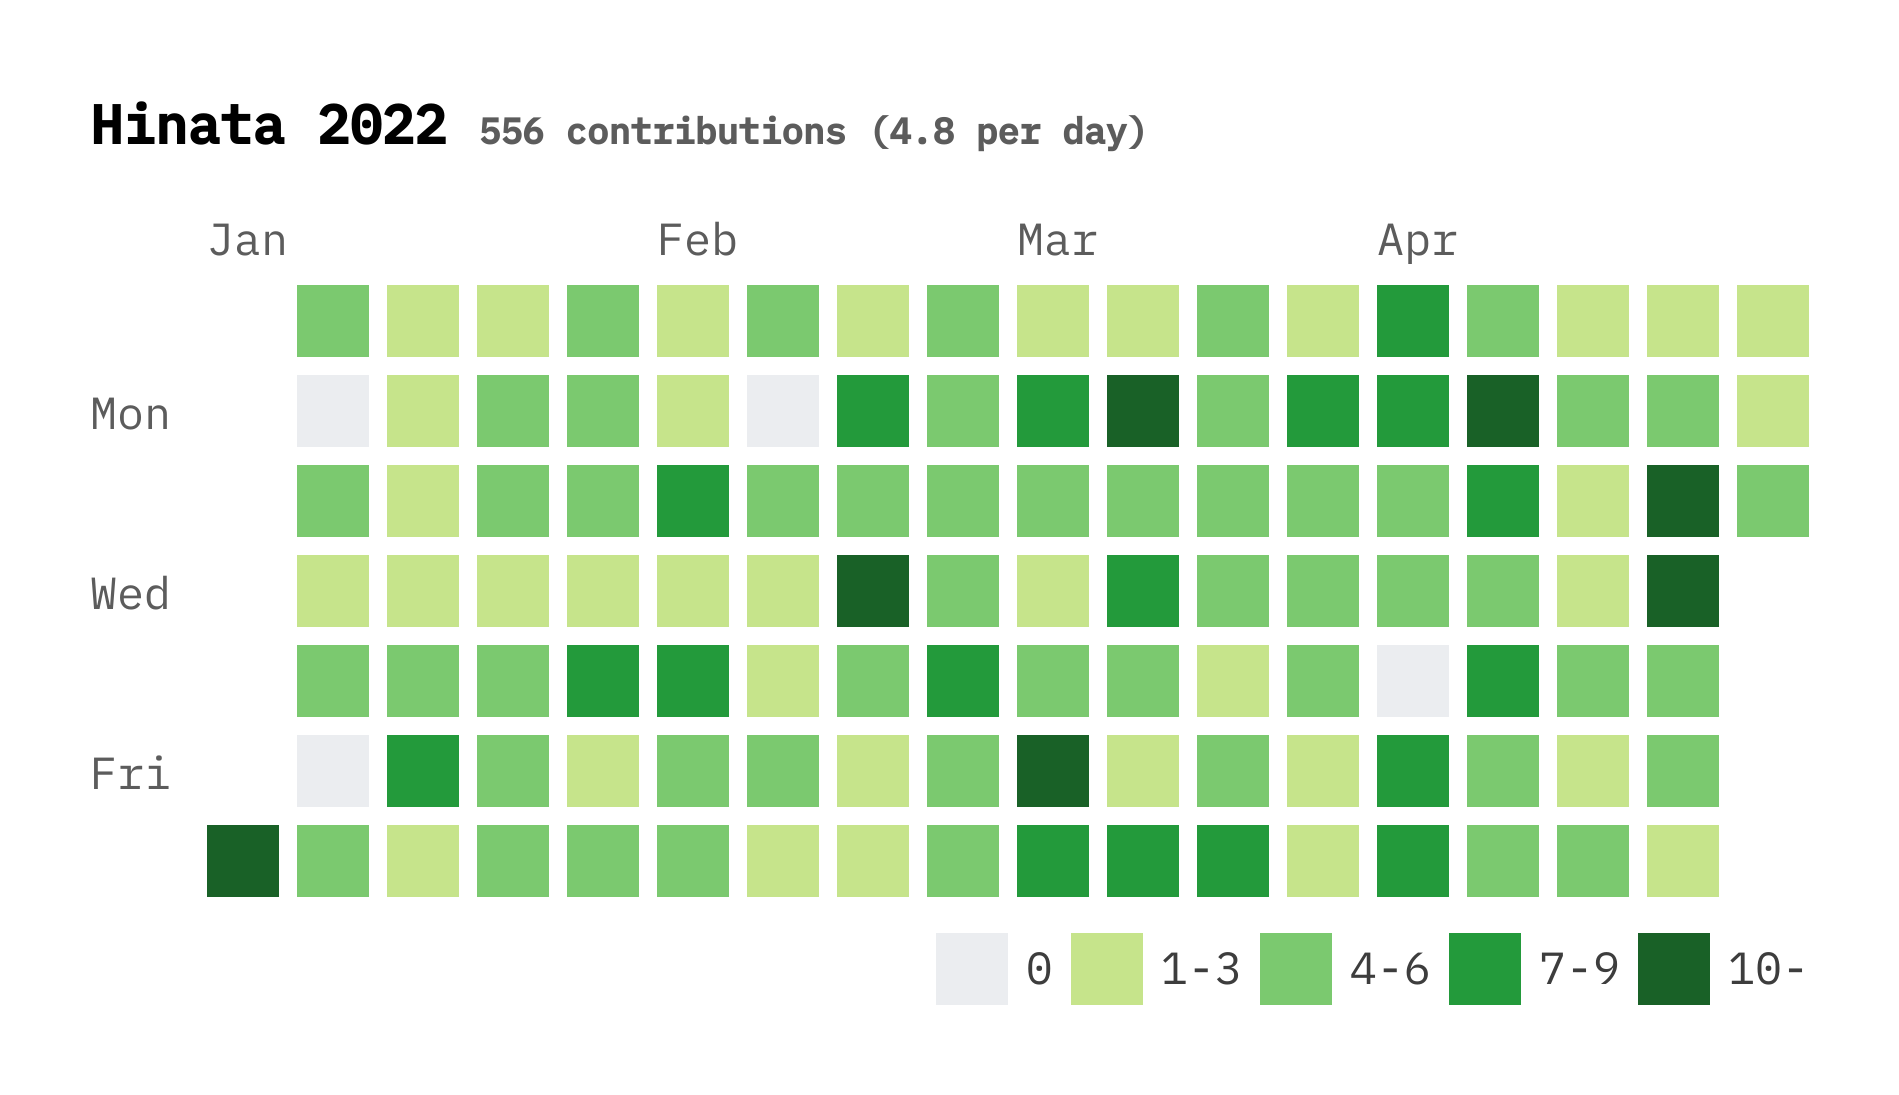 Hinata 2022 556 contributions (4.8 per day)
Jan Feb Mar Apr
Mon
Wed
Fri
0 1-3 4-6 7-9 10-